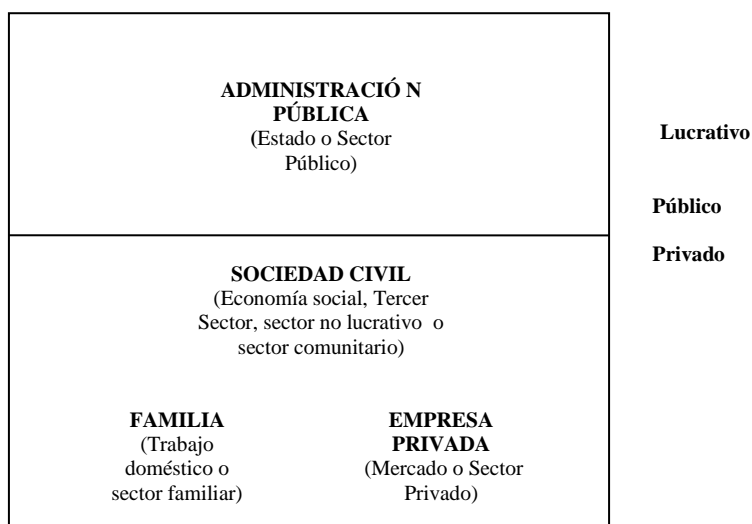 ADMINISTRACIÓ N
PÚBLICA
(Estado o Sector
Público)
Lucrativo
Público
Privado
SOCIEDAD CIVIL
(Economía social, Tercer
Sector, sector no lucrativo o
sector comunitario)
FAMILIA
(Trabajo
doméstico o
sector familiar)
EMPRESA
PRIVADA
(Mercado o Sector
Privado)